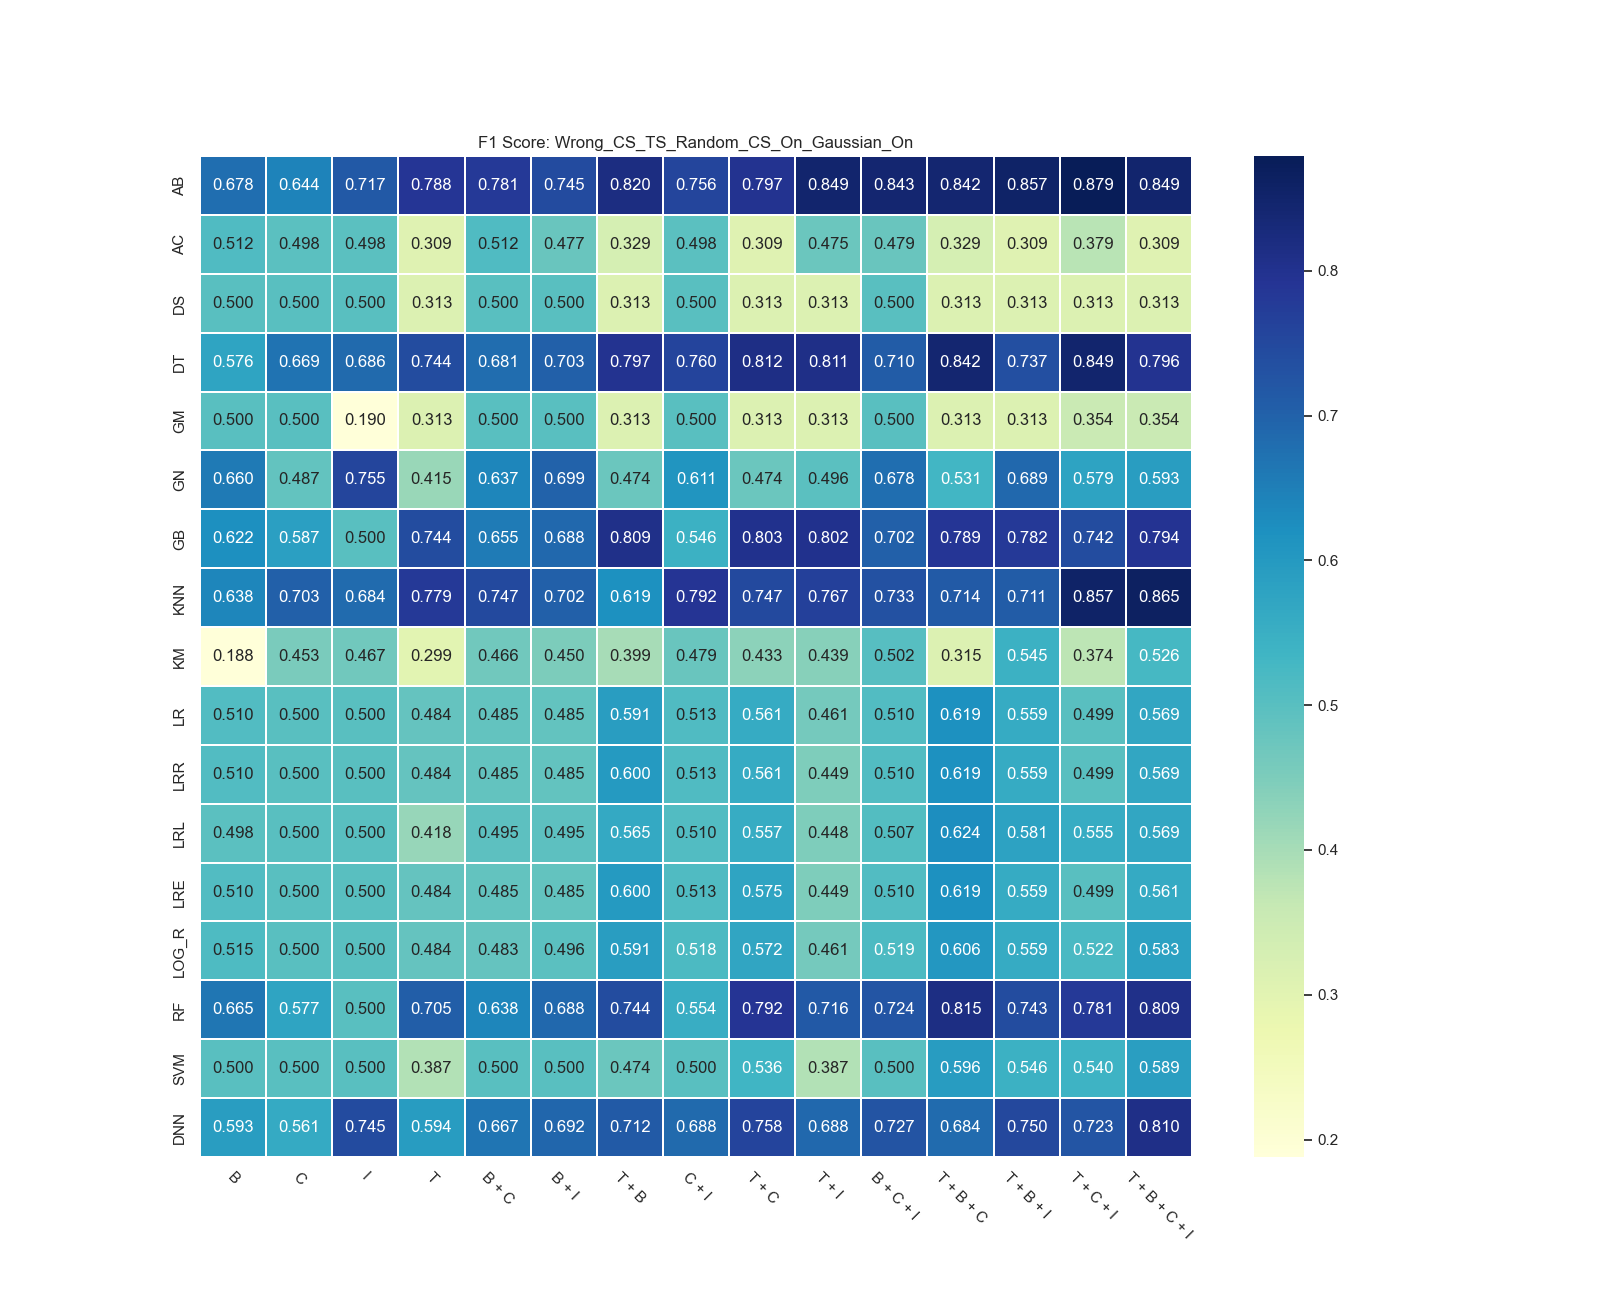 F1 Score: Wrong_CS_TS_Random_CS_On_Gaussian_On
AB 0.678 0.644 0.717 0.788 0.781 0.745 0.820 0.756 0.797 0.849 0.843 0.842 0.857 0.879 0.849
AC 0.512 0.498 0.498 0.309 0.512 0.477 0.329 0.498 0.309 0.475 0.479 0.329 0.309 0.379 0.309
DS 0.500 0.500 0.500 0.313 0.500 0.500 0.313 0.500 0.313 0.313 0.500 0.313 0.313 0.313 0.313
DT 0.576 0.669 0.686 0.744 0.681 0.703 0.797 0.760 0.812 0.811 0.710 0.842 0.737 0.849 0.796
GM 0.500 0.500 0.190 0.313 0.500 0.500 0.313 0.500 0.313 0.313 0.500 0.313 0.313 0.354 0.354
GN 0.660 0.487 0.755 0.415 0.637 0.699 0.474 0.611 0.474 0.496 0.678 0.531 0.689 0.579 0.593
GB 0.622 0.587 0.500 0.744 0.655 0.688 0.809 0.546 0.803 0.802 0.702 0.789 0.782 0.742 0.794
KNN 0.638 0.703 0.684 0.779 0.747 0.702 0.619 0.792 0.747 0.767 0.733 0.714 0.711 0.857 0.865
KM 0.188 0.453 0.467 0.299 0.466 0.450 0.399 0.479 0.433 0.439 0.502 0.315 0.545 0.374 0.526
LR 0.510 0.500 0.500 0.484 0.485 0.485 0.591 0.513 0.561 0.461 0.510 0.619 0.559 0.499 0.569
LRR 0.510 0.500 0.500 0.484 0.485 0.485 0.600 0.513 0.561 0.449 0.510 0.619 0.559 0.499 0.569
LRL 0.498 0.500 0.500 0.418 0.495 0.495 0.565 0.510 0.557 0.448 0.507 0.624 0.581 0.555 0.569
LRE 0.510 0.500 0.500 0.484 0.485 0.485 0.600 0.513 0.575 0.449 0.510 0.619 0.559 0.499 0.561
LOG_R 0.515 0.500 0.500 0.484 0.483 0.496 0.591 0.518 0.572 0.461 0.519 0.606 0.559 0.522 0.583
RF 0.665 0.577 0.500 0.705 0.638 0.688 0.744 0.554 0.792 0.716 0.724 0.815 0.743 0.781 0.809
SVM 0.500 0.500 0.500 0.387 0.500 0.500 0.474 0.500 0.536 0.387 0.500 0.596 0.546 0.540 0.589
DNN 0.593 0.561 0.745 0.594 0.667 0.692 0.712 0.688 0.758 0.688 0.727 0.684 0.750 0.723 0.810
B C I T B + C B + I T + B C + I T + C T + I B + C + I T + B + C T + B + I T + C + I T + B + C + I
0.8
0.7
0.6
0.5
0.4
0.3
0.2